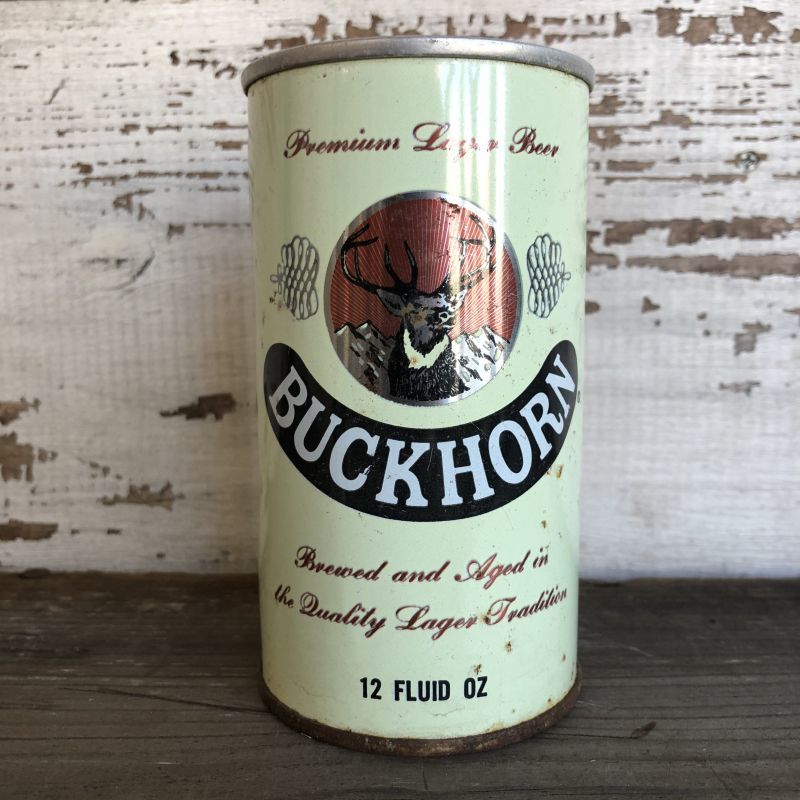 Premium Lager Beer
BUCKHORN
Brewed and Aged in
the Quality Lager Tradition
12 FLUID OZ